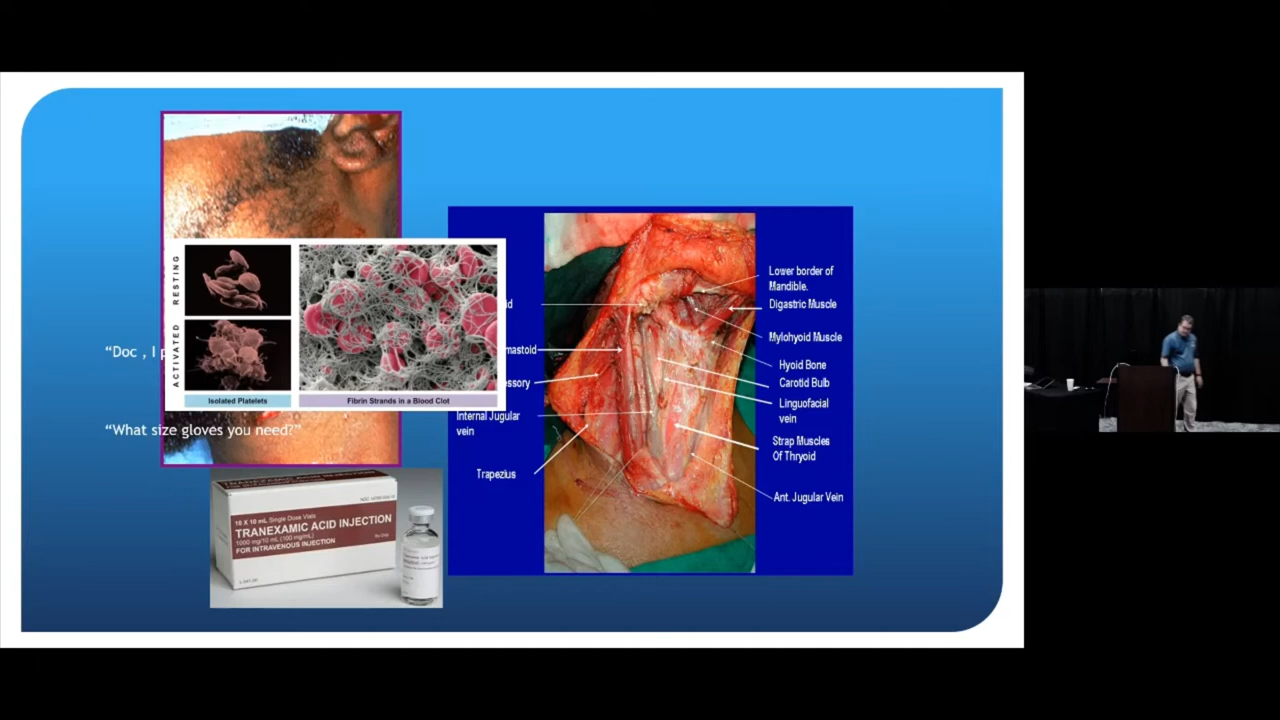 RESTING
ACTIVATED
Isolated Platelets
Fibrin Strands in a Blood Clot
“Doc , I
“What size gloves you need?”
Internal Jugular
vein
Trapezius
Lower border of
Mandible.
Digastric Muscle
Mylohyoid Muscle
Hyoid Bone
Carotid Bulb
Linguofacial
vein
Strap Muscles
Of Thryoid
Ant. Jugular Vein
10 X 10 mL Single Dose Vials
TRANEXAMIC ACID INJECTION
1000 mg/10 mL (100 mg/mL)
FOR INTRAVENOUS INJECTION